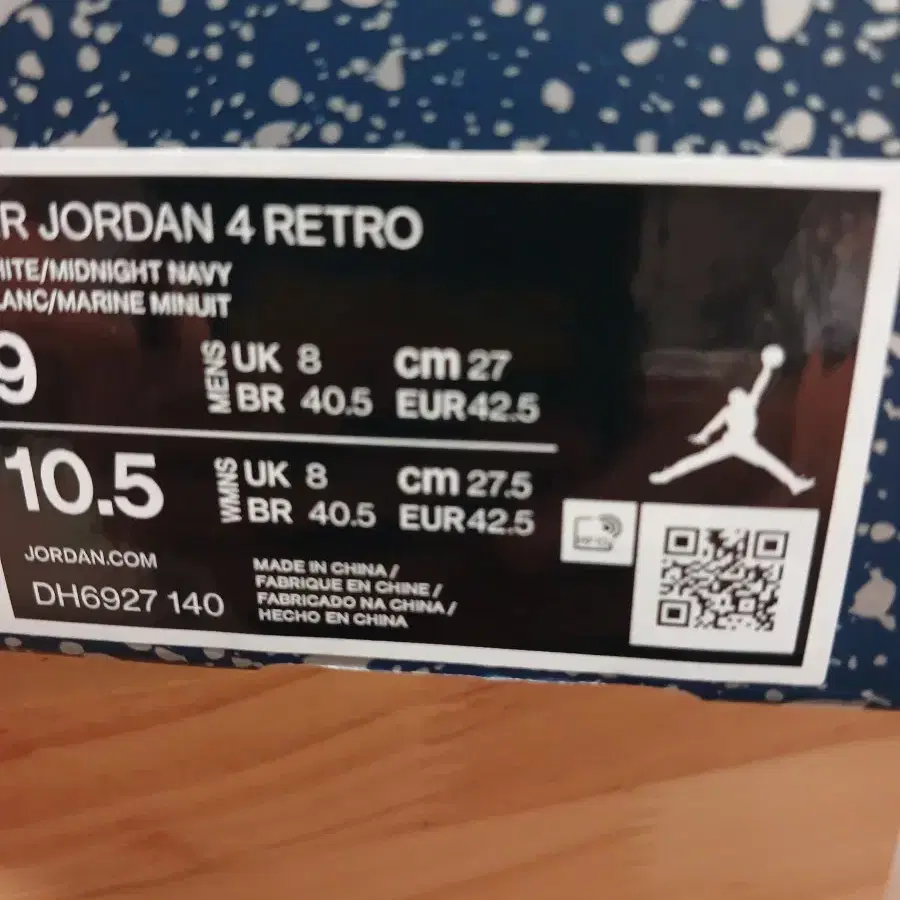 R JORDAN 4 RETRO
HITE/MIDNIGHT NAVY
LANC/MARINE MINUIT
9 MENS UK 8 cm 27
BR 40.5 EUR 42.5
10.5 WMNS UK 8 cm 27.5
BR 40.5 EUR 42.5
JORDAN.COM
DH6927 140
MADE IN CHINA/
FABRIQUE EN CHINE/
FABRICADO NA CHINA/
HECHO EN CHINA